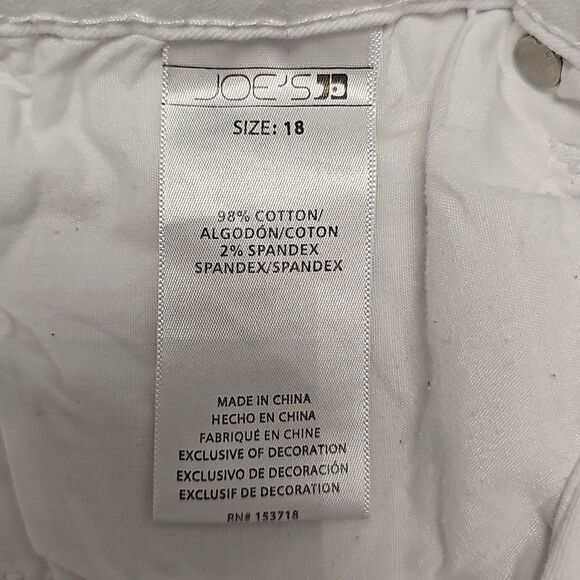 JOE'S
SIZE: 18
98% COTTON/
ALGODÓN/COTON
2% SPANDEX
SPANDEX/SPANDEX
MADE IN CHINA
HECHO EN CHINA
FABRIQUÉ EN CHINE
EXCLUSIVE OF DECORATION
EXCLUSIVO DE DECORACIÓN
EXCLUSIF DE DECORATION
RN# 153718